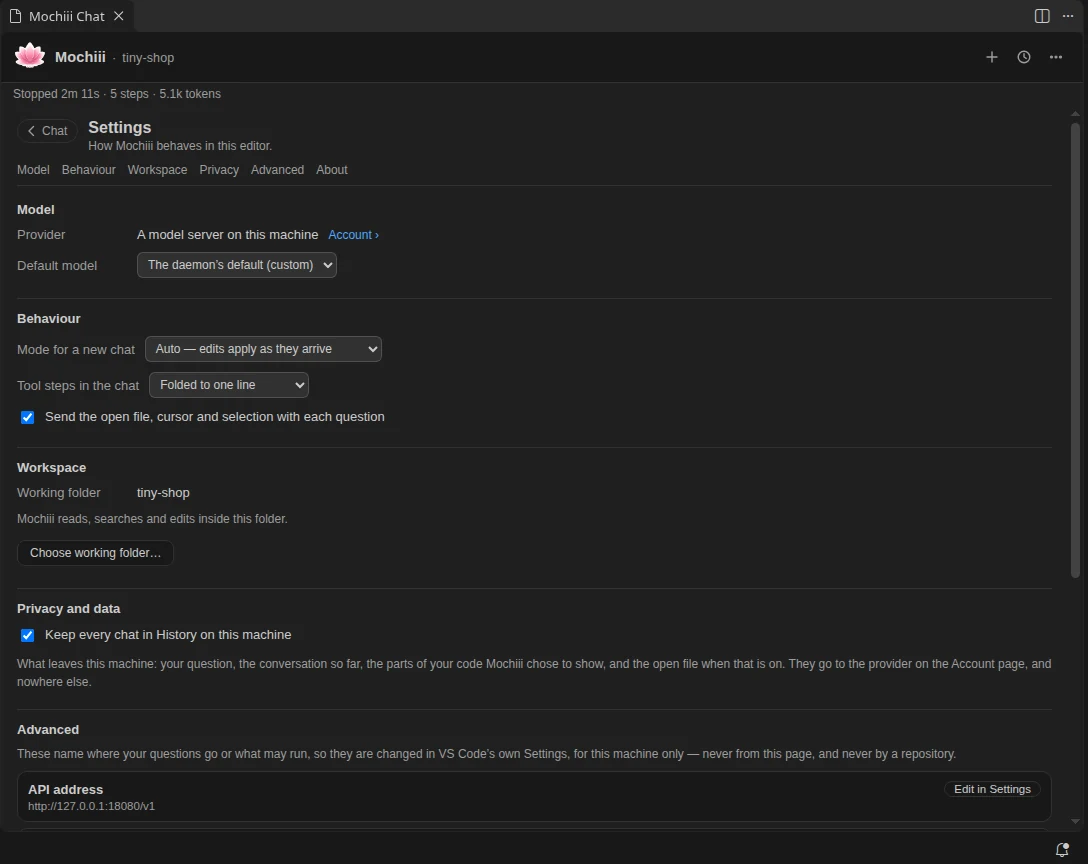 Mochiii Chat
Mochiii · tiny-shop
Stopped 2m 11s · 5 steps · 5.1k tokens
Chat
Settings
How Mochiii behaves in this editor.
Model Behaviour Workspace Privacy Advanced About
Model
Provider A model server on this machine Account ›
Default model The daemon's default (custom)
Behaviour
Mode for a new chat Auto — edits apply as they arrive
Tool steps in the chat Folded to one line
Send the open file, cursor and selection with each question
Workspace
Working folder tiny-shop
Mochiii reads, searches and edits inside this folder.
Choose working folder…
Privacy and data
Keep every chat in History on this machine
What leaves this machine: your question, the conversation so far, the parts of your code Mochiii chose to show, and the open file when that is on. They go to the provider on the Account page, and
nowhere else.
Advanced
These name where your questions go or what may run, so they are changed in VS Code's own Settings, for this machine only — never from this page, and never by a repository.
API address Edit in Settings
http://127.0.0.1:18080/v1